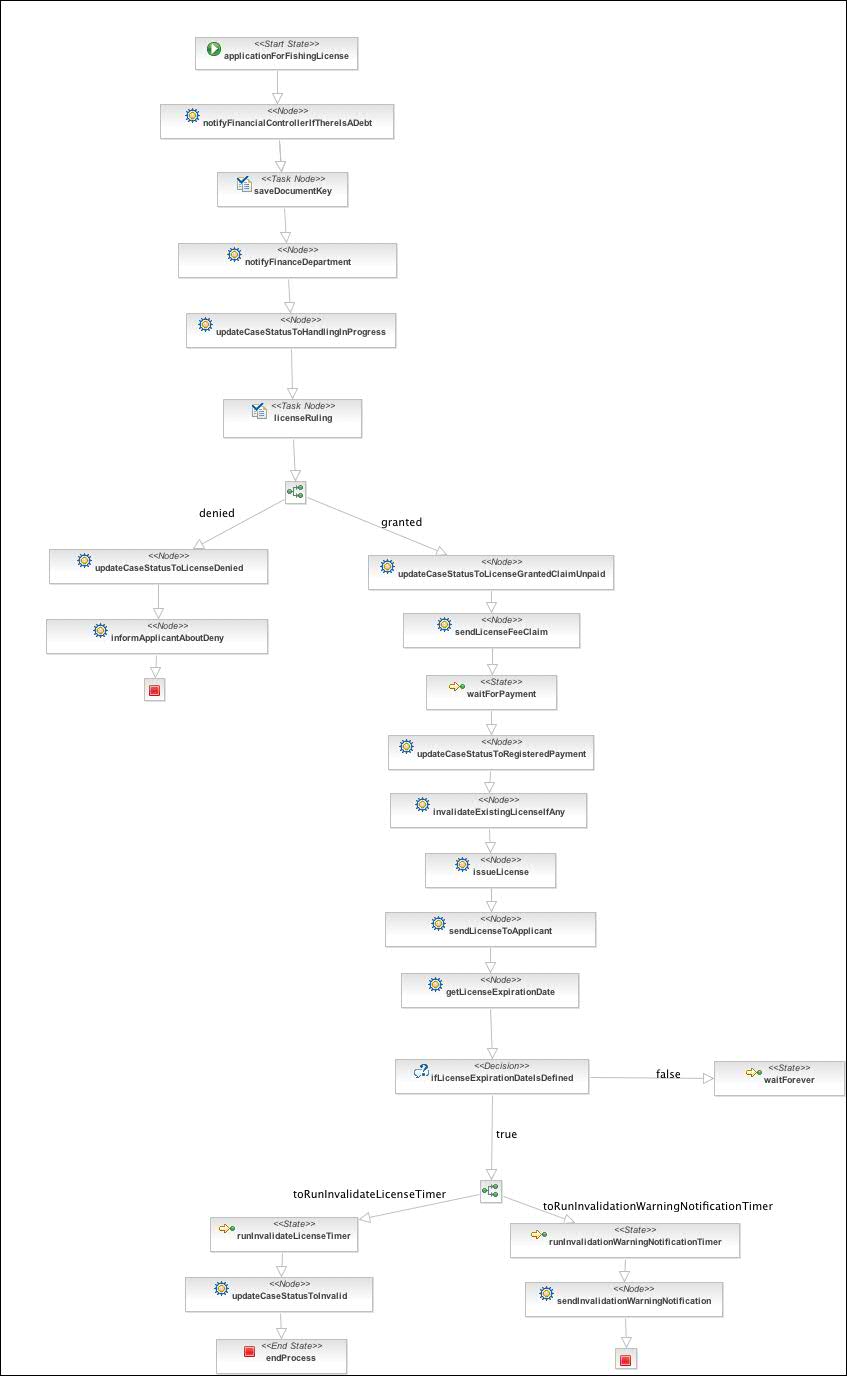 <<Start State>>
applicationForFishingLicense
<<Node>>
notifyFinancialControllerIfThereIsADebt
<<Task Node>>
saveDocumentKey
<<Node>>
notifyFinanceDepartment
<<Node>>
updateCaseStatusToHandlingInProgress
<<Task Node>>
licenseRuling
denied
granted
<<Node>>
updateCaseStatusToLicenseDenied
<<Node>>
informApplicantAboutDeny
<<Node>>
updateCaseStatusToLicenseGrantedClaimUnpaid
<<Node>>
sendLicenseFeeClaim
<<State>>
waitForPayment
<<Node>>
updateCaseStatusToRegisteredPayment
<<Node>>
invalidateExistingLicenseIfAny
<<Node>>
issueLicense
<<Node>>
sendLicenseToApplicant
<<Node>>
getLicenseExpirationDate
<<Decision>>
ifLicenseExpirationDateIsDefined
false
<<State>>
waitForever
true
toRunInvalidateLicenseTimer
toRunInvalidationWarningNotificationTimer
<<State>>
runInvalidateLicenseTimer
<<Node>>
updateCaseStatusToInvalid
<<End State>>
endProcess
<<State>>
runInvalidationWarningNotificationTimer
<<Node>>
sendInvalidationWarningNotification